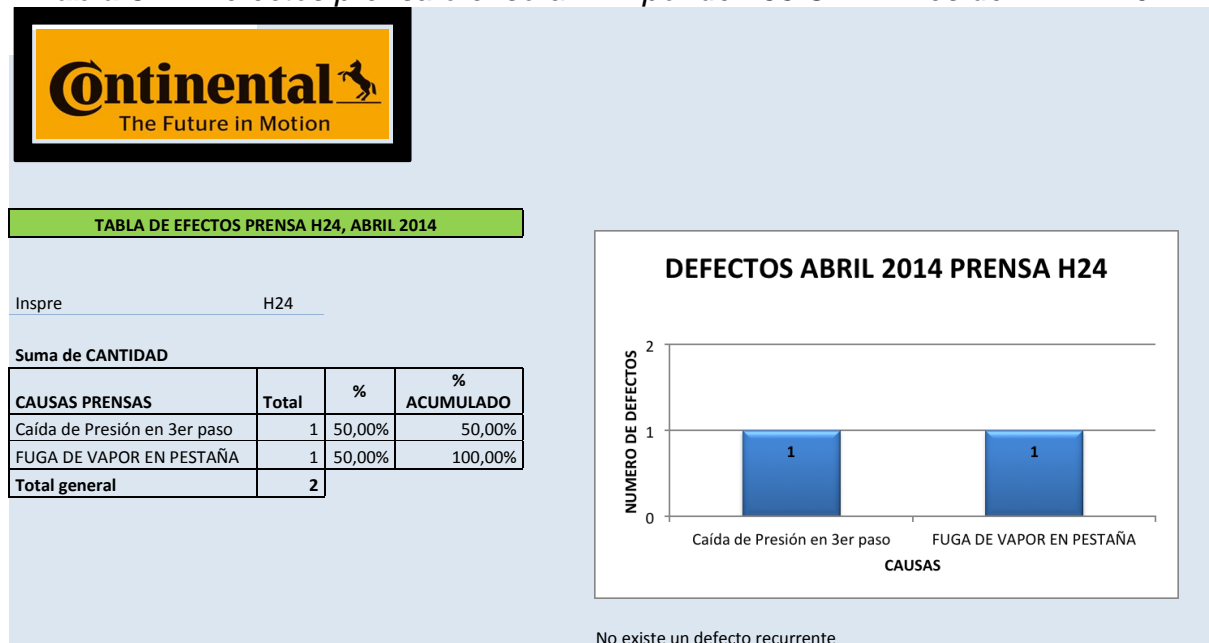 Continental
The Future in Motion
TABLA DE EFECTOS PRENSA H24, ABRIL 2014
Inspre H24
Suma de CANTIDAD
CAUSAS PRENSAS Total % % ACUMULADO
Caída de Presión en 3er paso 1 50,00% 50,00%
FUGA DE VAPOR EN PESTAÑA 1 50,00% 100,00%
Total general 2
DEFECTOS ABRIL 2014 PRENSA H24
NUMERO DE DEFECTOS
2
1
0
1 1
Caída de Presión en 3er paso FUGA DE VAPOR EN PESTAÑA
CAUSAS
No existe un defecto recurrente